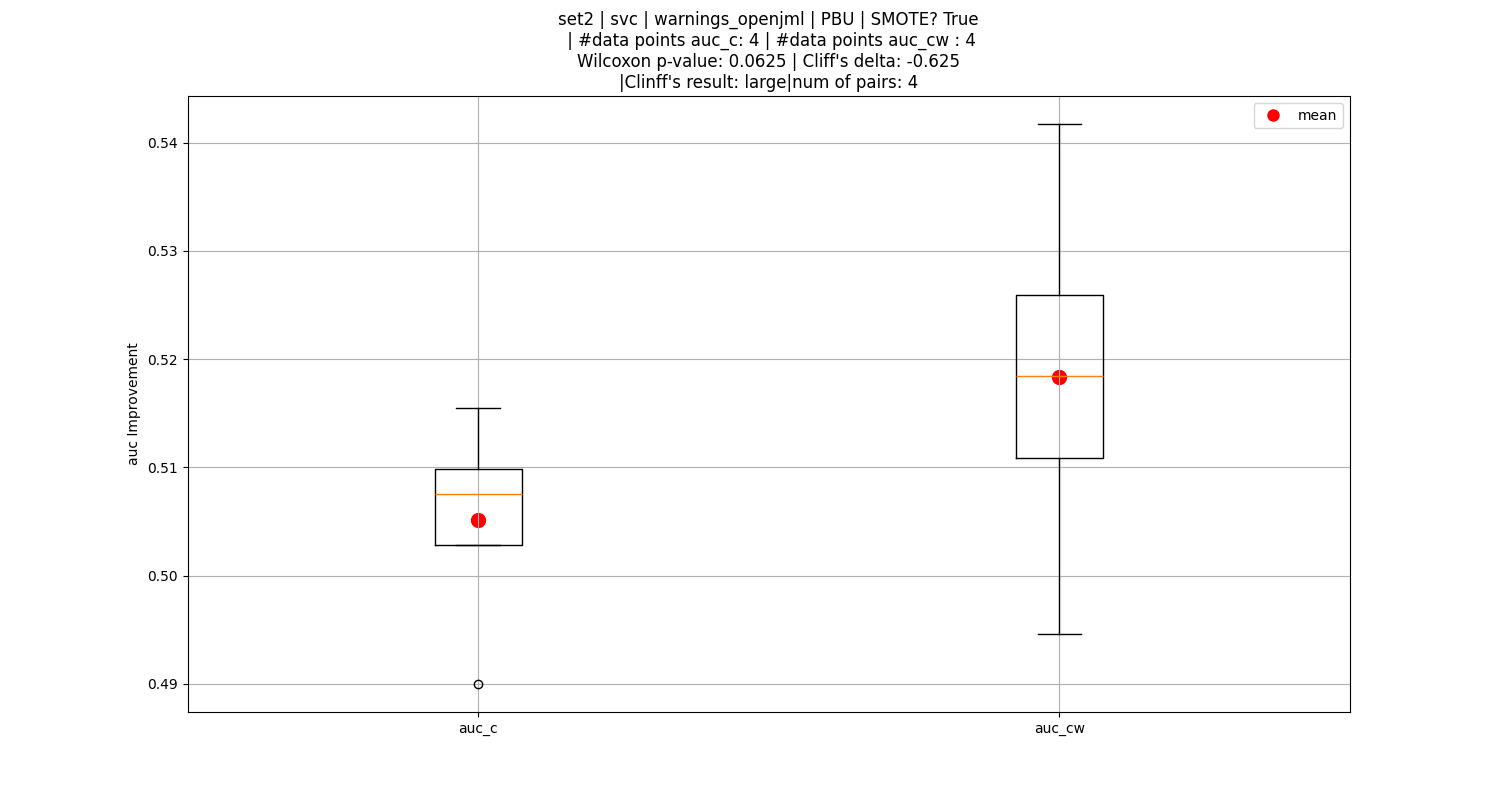 set2 | svc | warnings_openjml | PBU | SMOTE? True
| #data points auc_c: 4 | #data points auc_cw : 4
Wilcoxon p-value: 0.0625 | Cliff's delta: -0.625
|Clinff's result: large|num of pairs: 4
mean
0.54
0.53
0.52
0.51
0.50
0.49
auc Improvement
auc_c
auc_cw